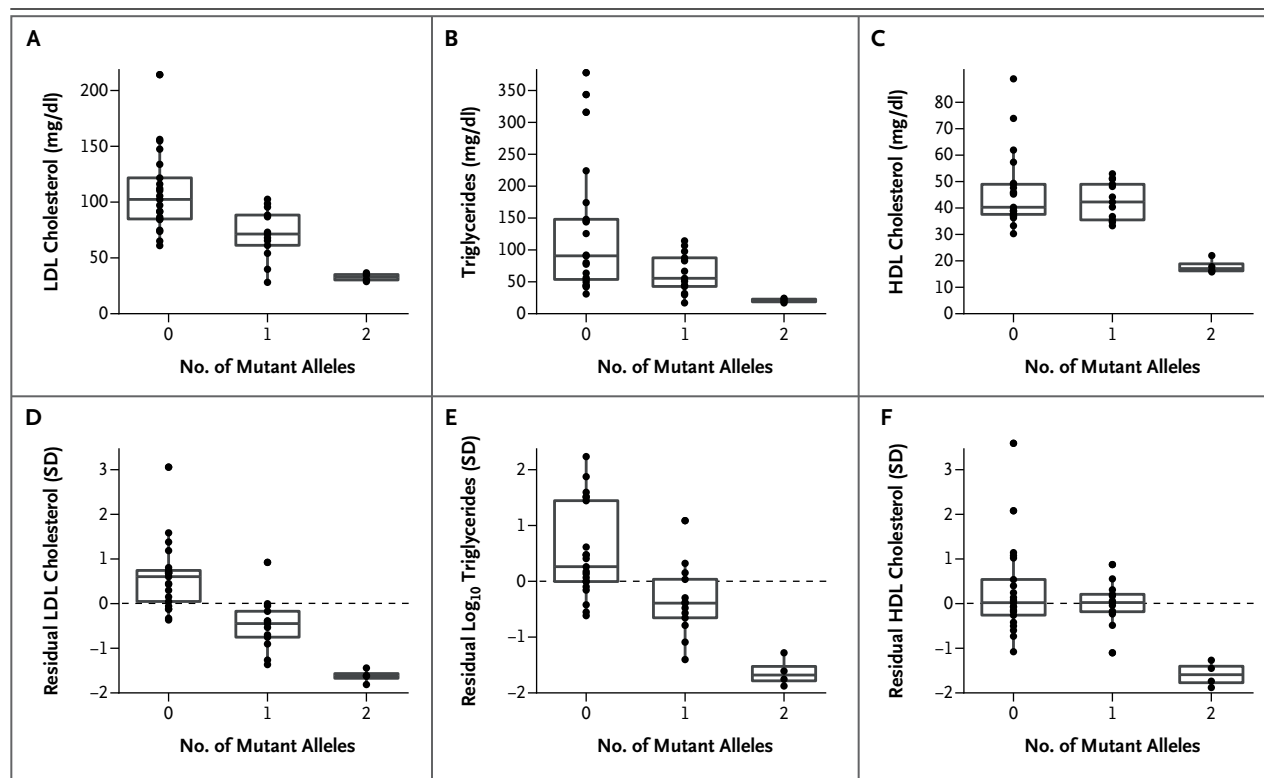 A
LDL Cholesterol (mg/dl)
200
150
100
50
0
0 1 2
No. of Mutant Alleles
B
Triglycerides (mg/dl)
350
300
250
200
150
100
50
0
0 1 2
No. of Mutant Alleles
C
HDL Cholesterol (mg/dl)
80
70
60
50
40
30
20
10
0
0 1 2
No. of Mutant Alleles
D
Residual LDL Cholesterol (SD)
3
2
1
0
−1
−2
0 1 2
No. of Mutant Alleles
E
Residual Log₁₀ Triglycerides (SD)
2
1
0
−1
−2
0 1 2
No. of Mutant Alleles
F
Residual HDL Cholesterol (SD)
3
2
1
0
−1
−2
0 1 2
No. of Mutant Alleles